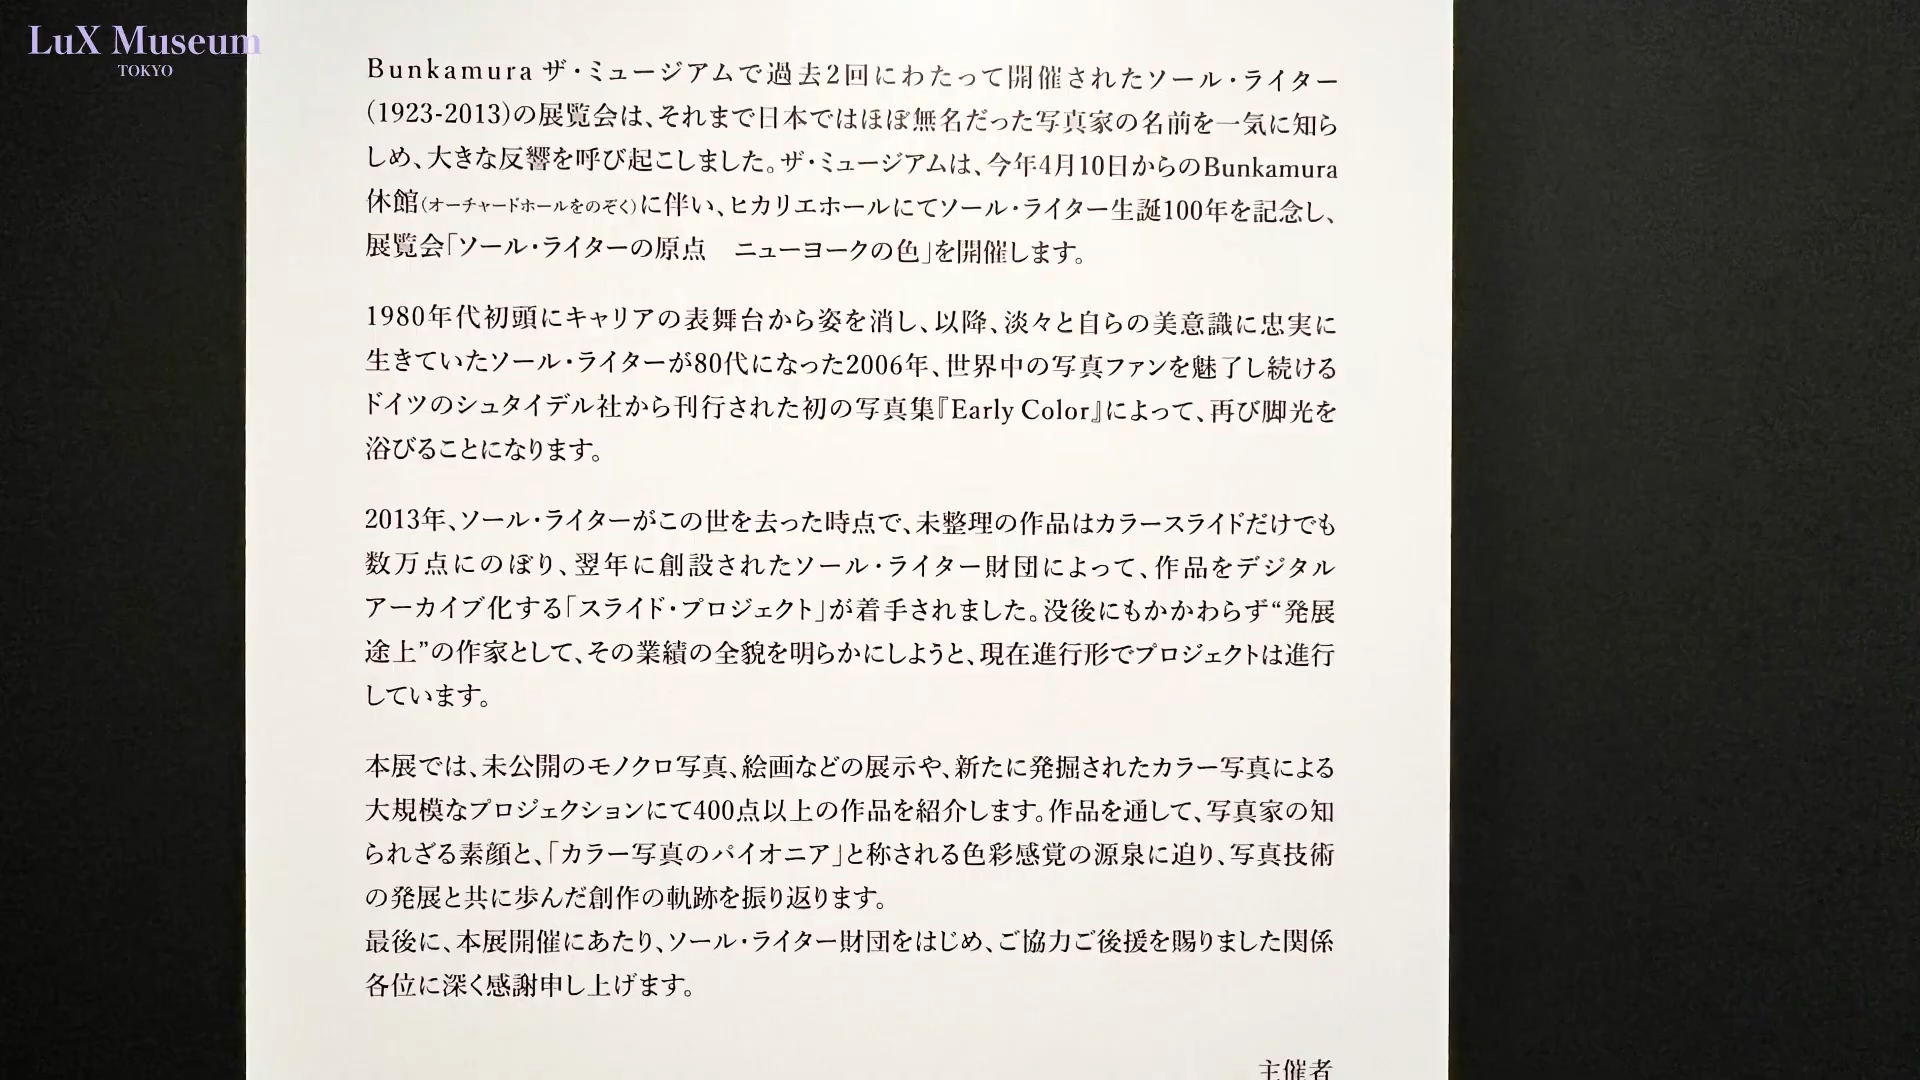 LuX Museum
TOKYO
Bunkamura ザ・ミュージアムで過去2回にわたって開催されたソール・ライター
(1923-2013)の展覧会は、それまで日本ではほぼ無名だった写真家の名前を一気に知ら
しめ、大きな反響を呼び起こしました。ザ・ミュージアムは、今年4月10日からのBunkamura
休館(オーチャードホールをのぞく)に伴い、ヒカリエホールにてソール・ライター生誕100年を記念し、
展覧会「ソール・ライターの原点　ニューヨークの色」を開催します。
1980年代初頭にキャリアの表舞台から姿を消し、以降、淡々と自らの美意識に忠実に
生きていたソール・ライターが80代になった2006年、世界中の写真ファンを魅了し続ける
ドイツのシュタイデル社から刊行された初の写真集『Early Color』によって、再び脚光を
浴びることになります。
2013年、ソール・ライターがこの世を去った時点で、未整理の作品はカラースライドだけでも
数万点にのぼり、翌年に創設されたソール・ライター財団によって、作品をデジタル
アーカイブ化する「スライド・プロジェクト」が着手されました。没後にもかかわらず“発展
途上”の作家として、その業績の全貌を明らかにしようと、現在進行形でプロジェクトは進行
しています。
本展では、未公開のモノクロ写真、絵画などの展示や、新たに発掘されたカラー写真による
大規模なプロジェクションにて400点以上の作品を紹介します。作品を通して、写真家の知
られざる素顔と、「カラー写真のパイオニア」と称される色彩感覚の源泉に迫り、写真技術
の発展と共に歩んだ創作の軌跡を振り返ります。
最後に、本展開催にあたり、ソール・ライター財団をはじめ、ご協力ご後援を賜りました関係
各位に深く感謝申し上げます。
主催者